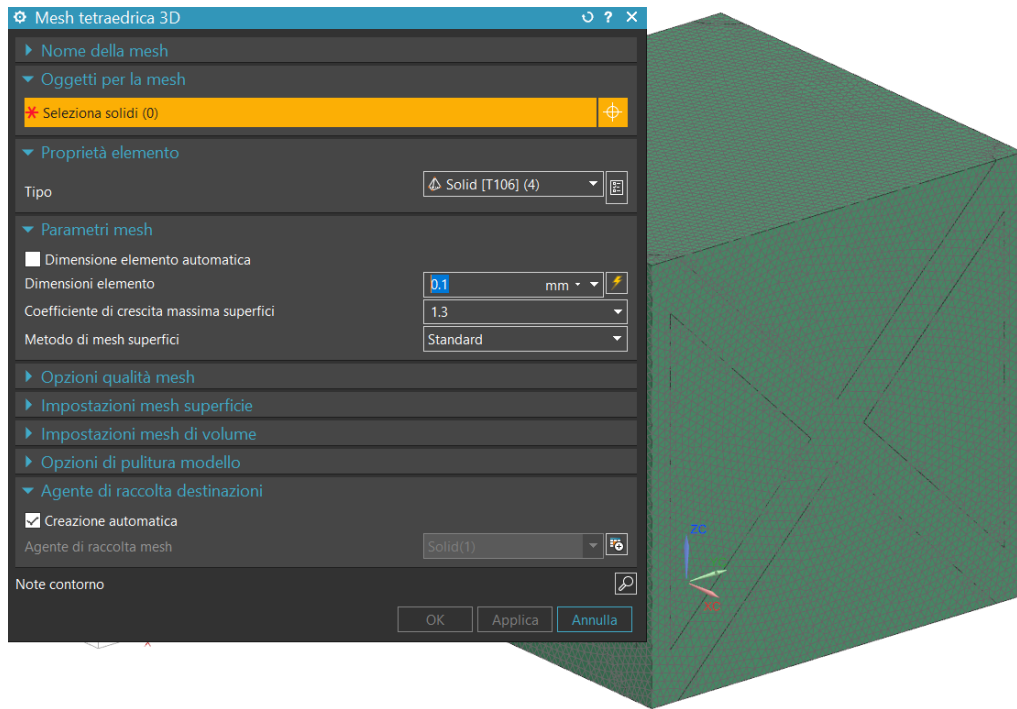 Mesh tetraedrica 3D
Nome della mesh
Oggetti per la mesh
Seleziona solidi (0)
Proprietà elemento
Tipo Solid [T106] (4)
Parametri mesh
Dimensione elemento automatica
Dimensioni elemento 0.1 mm
Coefficiente di crescita massima superfici 1.3
Metodo di mesh superfici Standard
Opzioni qualità mesh
Impostazioni mesh superficie
Impostazioni mesh di volume
Opzioni di pulitura modello
Agente di raccolta destinazioni
Creazione automatica
Agente di raccolta mesh Solid(1)
Note contorno
OK Applica Annulla
ZC
XC